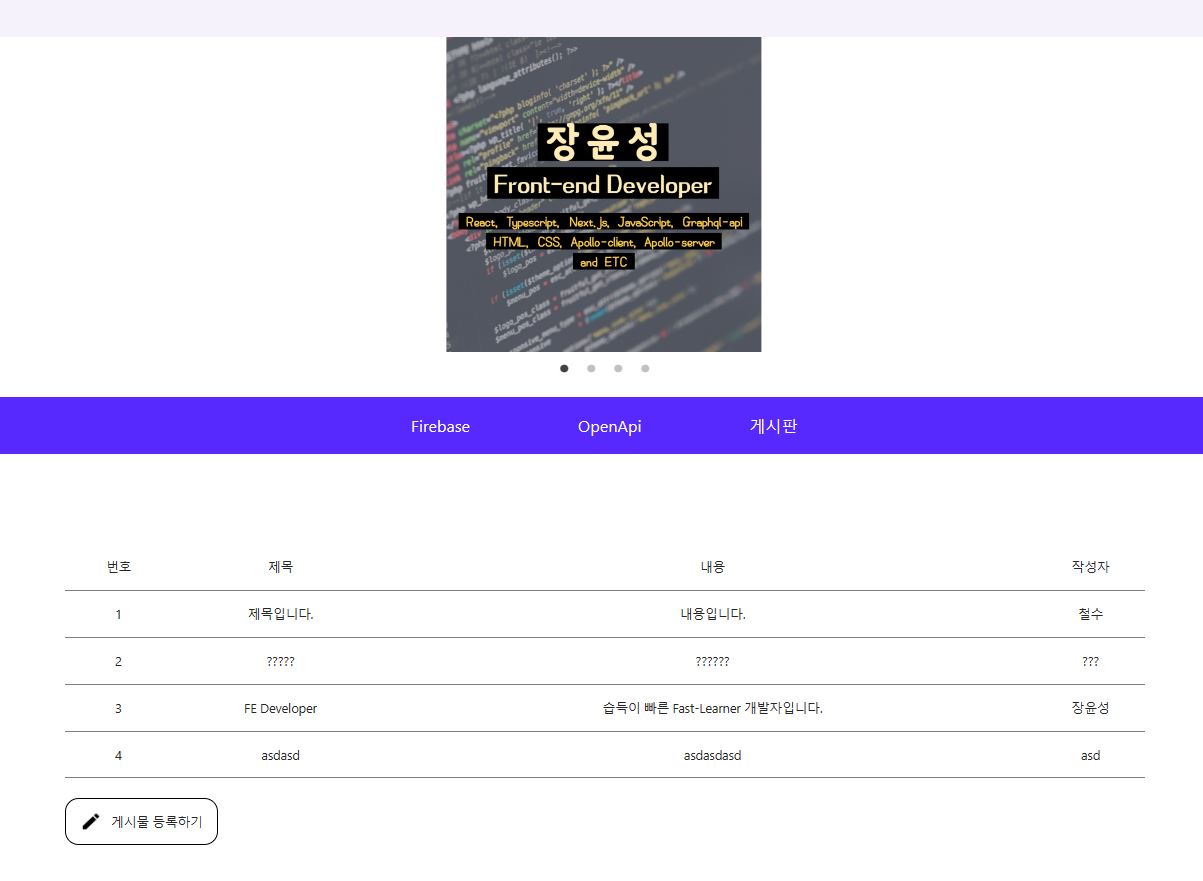 장윤성
Front-end Developer
React, Typescript, Next.js, JavaScript, Graphql-api
HTML, CSS, Apollo-client, Apollo-server
and ETC
Firebase OpenApi 게시판
번호 제목 내용 작성자
1 제목입니다. 내용입니다. 철수
2 ????? ?????? ???
3 FE Developer 습득이 빠른 Fast-Learner 개발자입니다. 장윤성
4 asdasd asdasdasd asd
게시물 등록하기